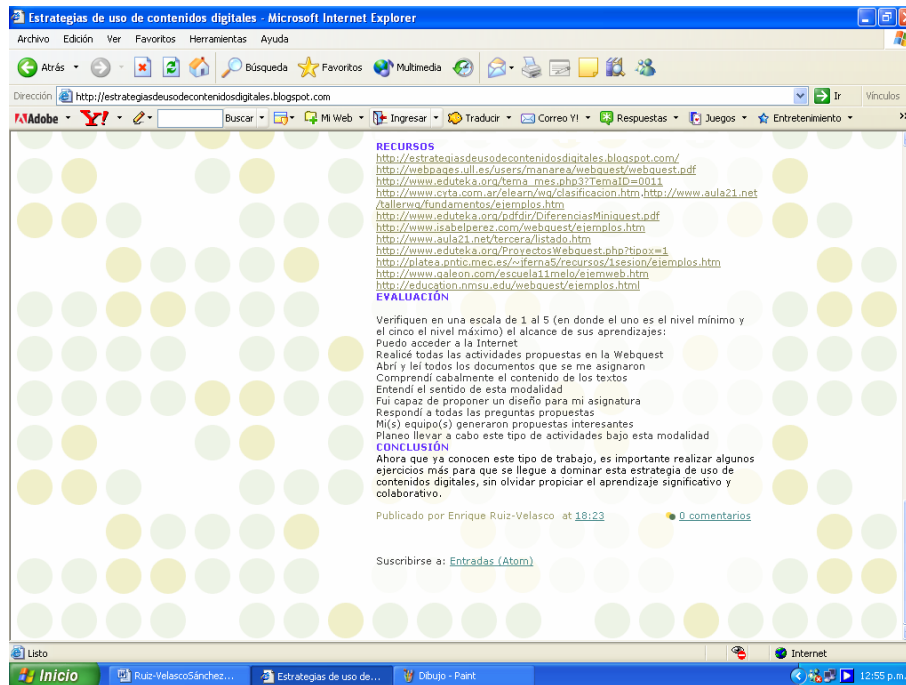 Estrategias de uso de contenidos digitales - Microsoft Internet Explorer
Archivo Edición Ver Favoritos Herramientas Ayuda
Atrás Búsqueda Favoritos Multimedia
Dirección http://estrategiasdeusodecontenidosdigitales.blogspot.com Ir Vínculos
Adobe Y! Buscar Mi Web Ingresar Traducir Correo Y! Respuestas Juegos Entretenimiento »
RECURSOS
http://estrategiasdeusodecontenidosdigitales.blogspot.com/
http://webpages.ull.es/users/manarea/webquest/webquest.pdf
http://www.eduteka.org/tema_mes.php3?TemaID=0011
http://www.cyta.com.ar/elearn/wq/clasificacion.htm.http://www.aula21.net
/tallerwq/fundamentos/ejemplos.htm
http://www.eduteka.org/pdfdir/DiferenciasMiniquest.pdf
http://www.isabelperez.com/webquest/ejemplos.htm
http://www.aula21.net/tercera/listado.htm
http://www.eduteka.org/ProyectosWebquest.php?tipox=1
http://platea.pntic.mec.es/~jferna5/recursos/1sesion/ejemplos.htm
http://www.galeon.com/escuela11melo/ejemweb.htm
http://education.nmsu.edu/webquest/ejemplos.html
EVALUACIÓN
Verifiquen en una escala de 1 al 5 (en donde el uno es el nivel mínimo y
el cinco el nivel máximo) el alcance de sus aprendizajes:
Puedo acceder a la Internet
Realicé todas las actividades propuestas en la Webquest
Abrí y leí todos los documentos que se me asignaron
Comprendí cabalmente el contenido de los textos
Entendí el sentido de esta modalidad
Fui capaz de proponer un diseño para mi asignatura
Respondí a todas las preguntas propuestas
Mi(s) equipo(s) generaron propuestas interesantes
Planeo llevar a cabo este tipo de actividades bajo esta modalidad
CONCLUSIÓN
Ahora que ya conocen este tipo de trabajo, es importante realizar algunos
ejercicios más para que se llegue a dominar esta estrategia de uso de
contenidos digitales, sin olvidar propiciar el aprendizaje significativo y
colaborativo.
Publicado por Enrique Ruiz-Velasco at 18:23 0 comentarios
Suscribirse a: Entradas (Atom)
Listo Internet
Inicio Ruiz-VelascoSánchez... Estrategias de uso de... Dibujo - Paint 12:55 p.m.